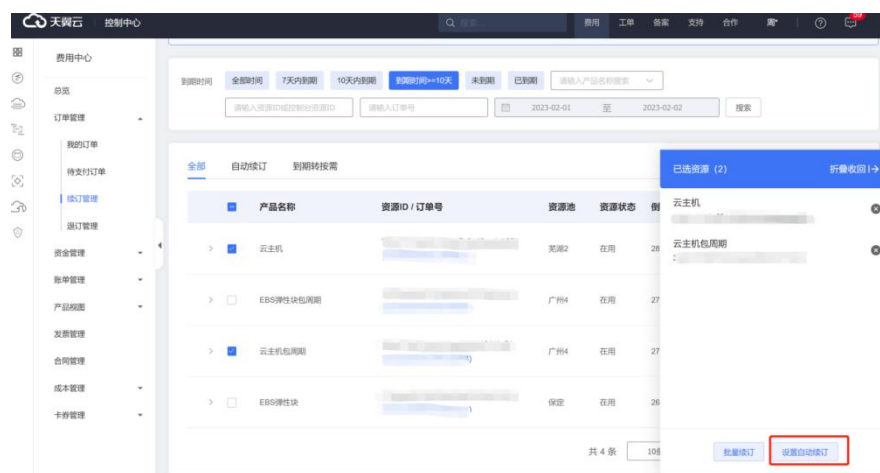 天翼云 控制中心 搜索... 费用 工单 备案 支持 合作 周* 59
费用中心
总览
订单管理
我的订单
待支付订单
续订管理
退订管理
资金管理
账单管理
产品视图
发票管理
合同管理
成本管理
卡券管理
到期时间 全部时间 7天内到期 10天内到期 到期时间>=10天 未到期 已到期 请输入产品名称搜索
请输入资源ID或控制台资源ID 请输入订单号 2023-02-01 至 2023-02-02 搜索
全部 自动续订 到期转按需
产品名称 资源ID / 订单号 资源池 资源状态 倒
云主机 芜湖2 在用 28
EBS弹性块包周期 广州4 在用 27
云主机包周期 广州4 在用 27
EBS弹性块 保定 在用 26
共 4 条 10条
已选资源（2） 折叠收回
云主机
云主机包周期
批量续订 设置自动续订